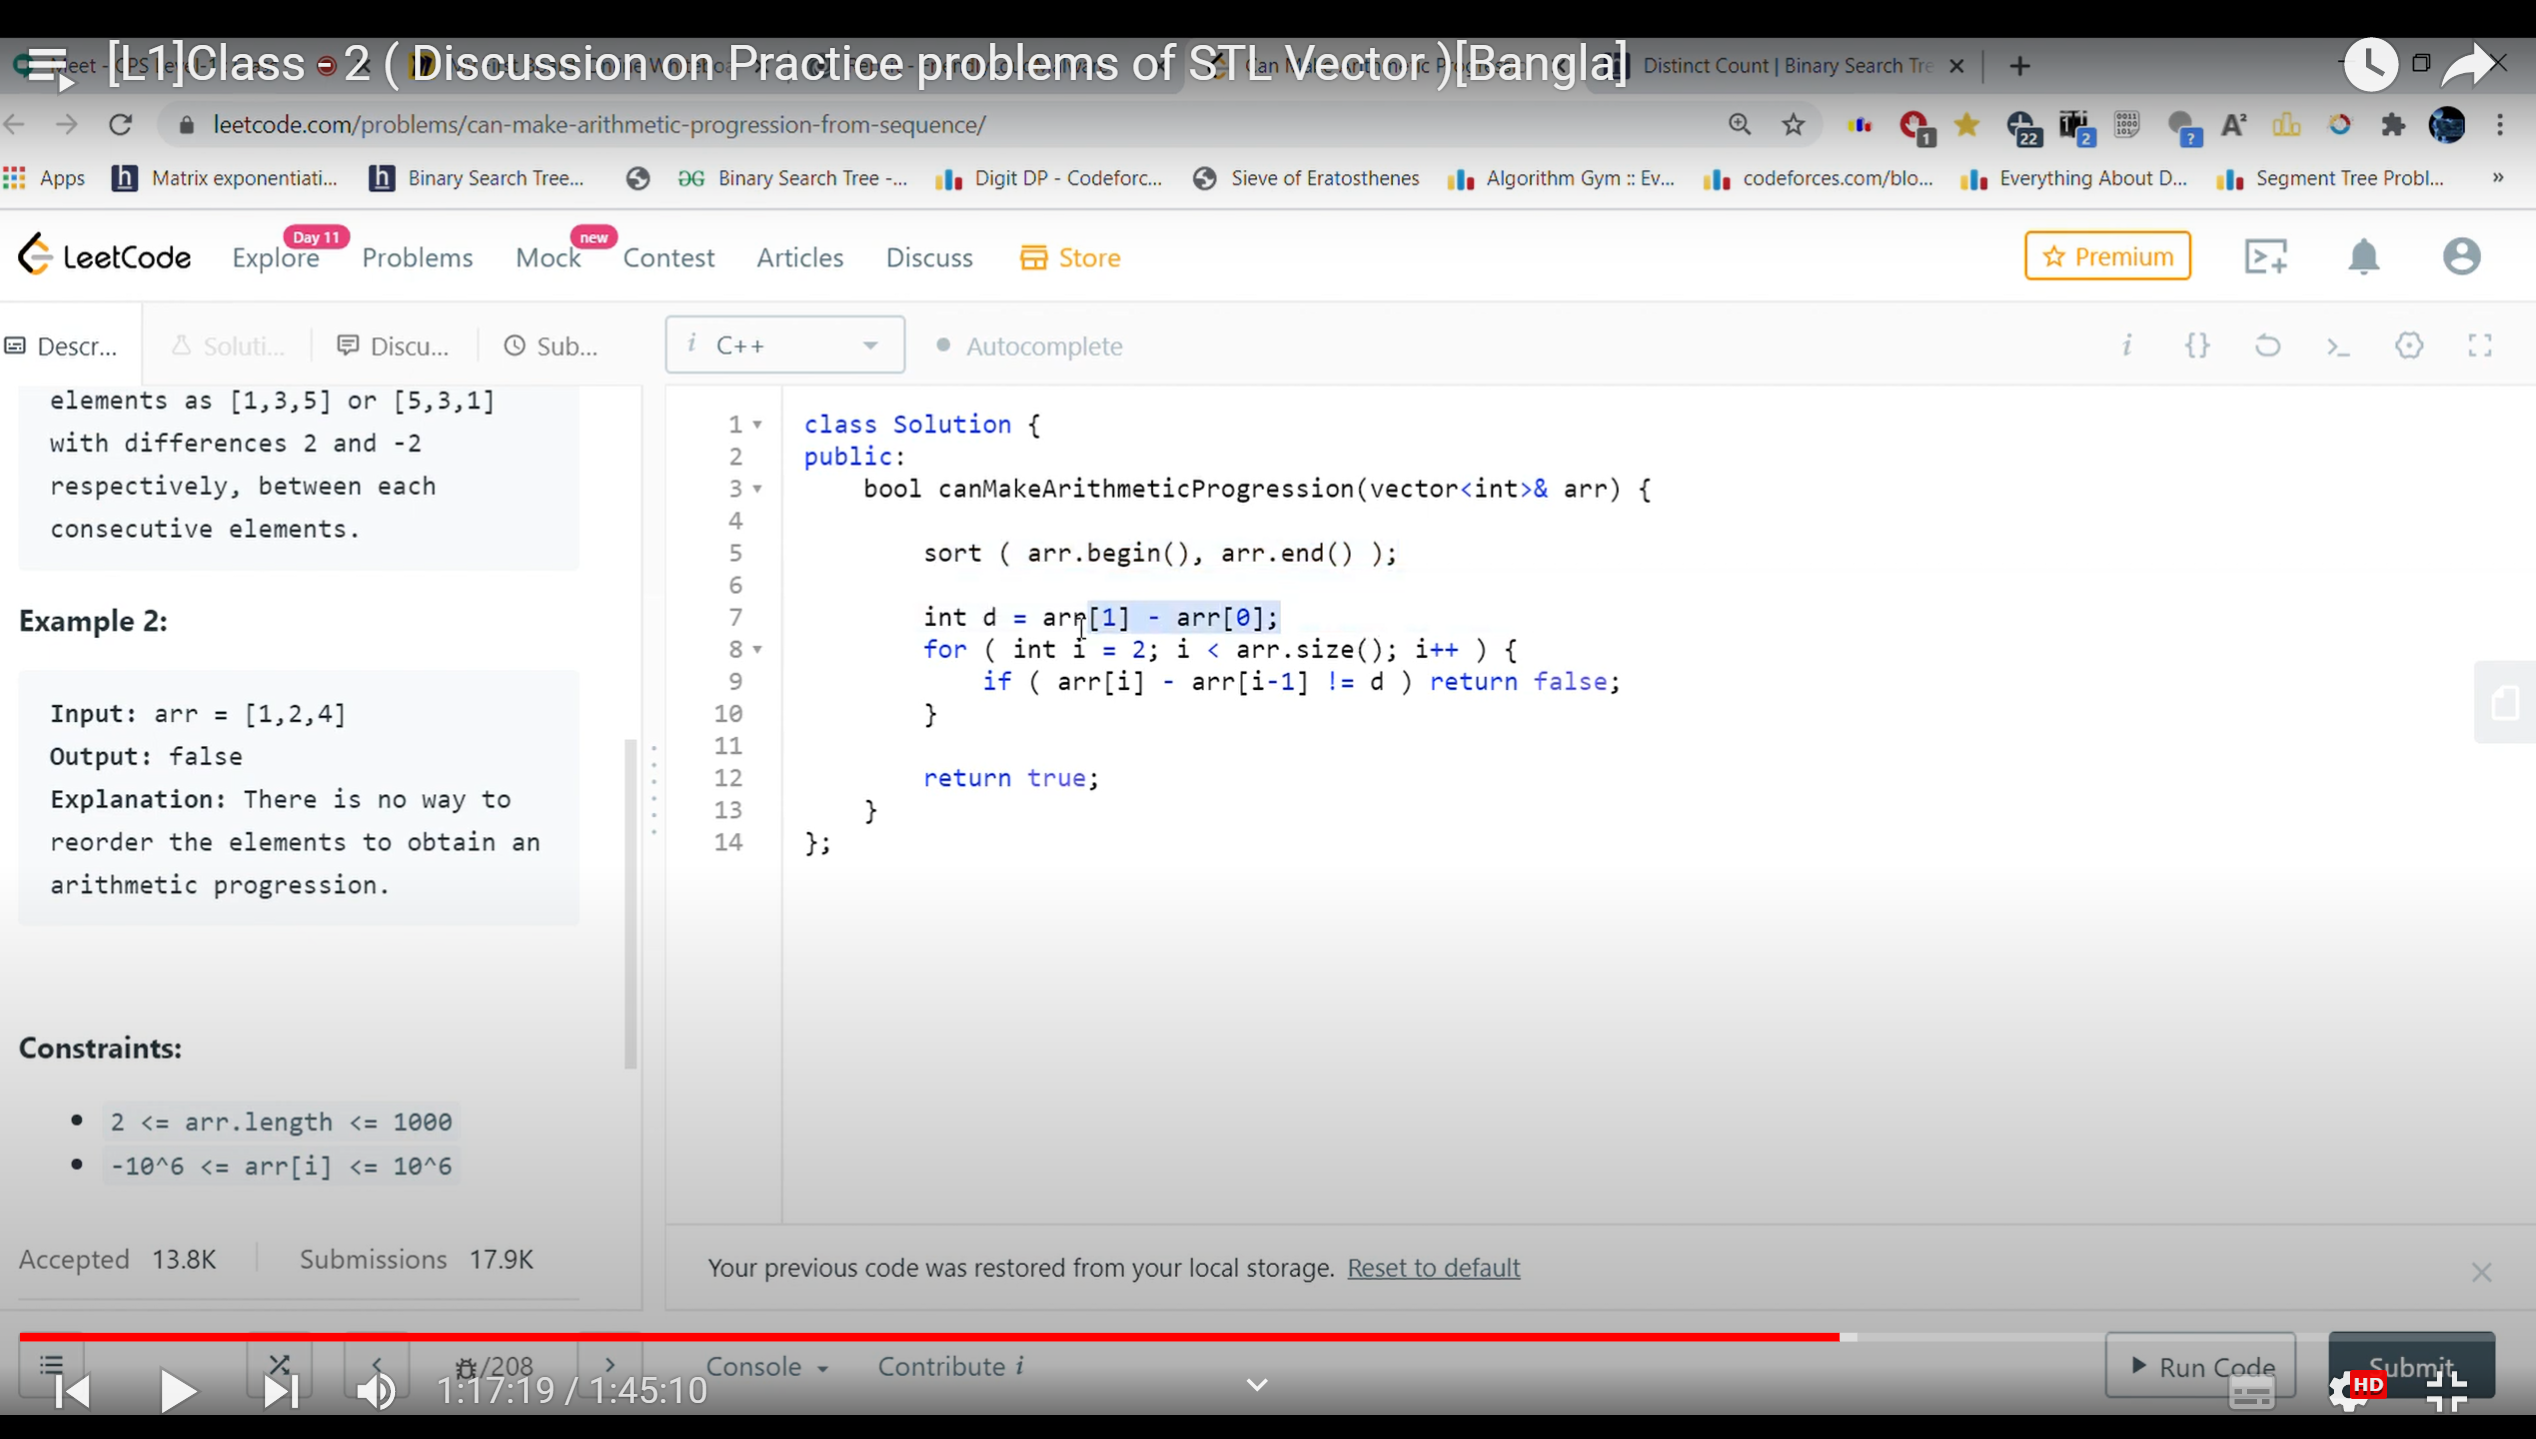 [L1]Class - 2 ( Discussion on Practice problems of STL Vector )[Bangla]
Distinct Count | Binary Search Tre
leetcode.com/problems/can-make-arithmetic-progression-from-sequence/
1
22
2
?
Apps
Matrix exponentiati...
Binary Search Tree...
Binary Search Tree -...
Digit DP - Codeforc...
Sieve of Eratosthenes
Algorithm Gym :: Ev...
codeforces.com/blo...
Everything About D...
Segment Tree Probl...
»
LeetCode
Explore
Day 11
Problems
Mock
new
Contest
Articles
Discuss
Store
Premium
Descr...
Soluti...
Discu...
Sub...
i C++
Autocomplete
elements as [1,3,5] or [5,3,1]
with differences 2 and -2
respectively, between each
consecutive elements.
Example 2:
Input: arr = [1,2,4]
Output: false
Explanation: There is no way to
reorder the elements to obtain an
arithmetic progression.
Constraints:
2 <= arr.length <= 1000
-10^6 <= arr[i] <= 10^6
Accepted 13.8K
Submissions 17.9K
1 class Solution {
2 public:
3 bool canMakeArithmeticProgression(vector<int>& arr) {
4
5 sort ( arr.begin(), arr.end() );
6
7 int d = arr[1] - arr[0];
8 for ( int i = 2; i < arr.size(); i++ ) {
9 if ( arr[i] - arr[i-1] != d ) return false;
10 }
11
12 return true;
13 }
14 };
Your previous code was restored from your local storage. Reset to default
/208
Console
Contribute i
Run Code
Submit
1:17:19 / 1:45:10
HD